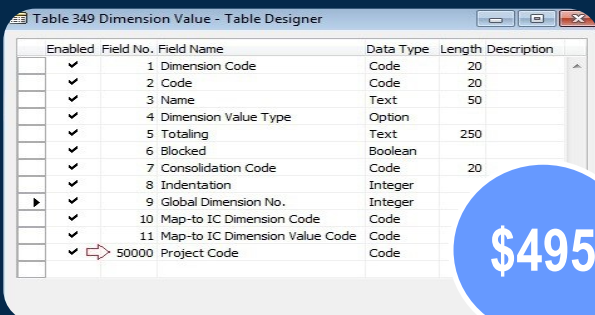 Table 349 Dimension Value - Table Designer
Enabled Field No. Field Name Data Type Length Description
1 Dimension Code Code 20
2 Code Code 20
3 Name Text 50
4 Dimension Value Type Option
5 Totaling Text 250
6 Blocked Boolean
7 Consolidation Code Code 20
8 Indentation Integer
9 Global Dimension No. Integer
10 Map-to IC Dimension Code Code
11 Map-to IC Dimension Value Code Code
50000 Project Code Code
$495